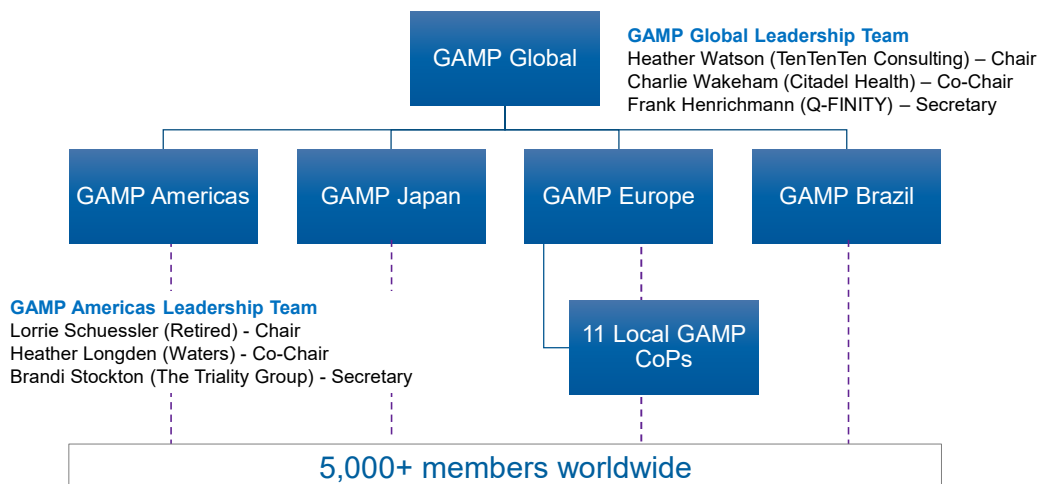 GAMP Global
GAMP Global Leadership Team
Heather Watson (TenTenTen Consulting) – Chair
Charlie Wakeham (Citadel Health) – Co-Chair
Frank Henrichmann (Q-FINITY) – Secretary
GAMP Americas
GAMP Japan
GAMP Europe
GAMP Brazil
GAMP Americas Leadership Team
Lorrie Schuessler (Retired) - Chair
Heather Longden (Waters) - Co-Chair
Brandi Stockton (The Triality Group) - Secretary
11 Local GAMP
CoPs
5,000+ members worldwide